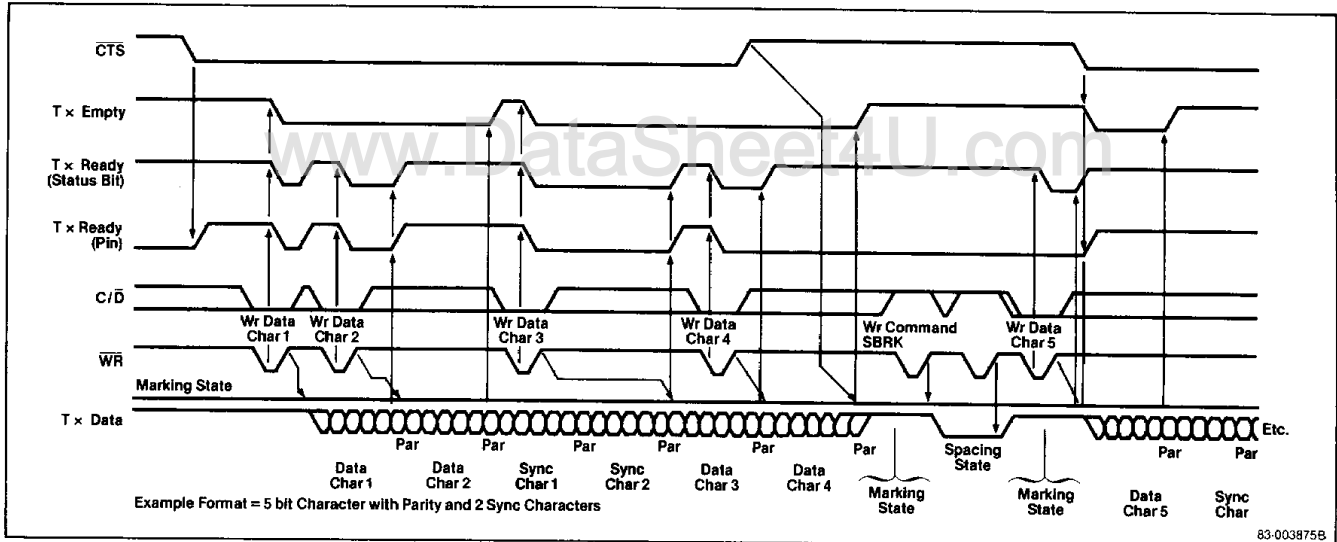 CTS
www.DataSheet4U.com
T × Empty
T × Ready
(Status Bit)
T × Ready
(Pin)
C/D
Wr Data
Char 1
Wr Data
Char 2
Wr Data
Char 3
Wr Data
Char 4
Wr Command
SBRK
Wr Data
Char 5
WR
Marking State
T × Data
Etc.
Par
Par
Par
Par
Par
Par
Par
Par
Par
Data
Char 1
Data
Char 2
Sync
Char 1
Sync
Char 2
Data
Char 3
Data
Char 4
Marking
State
Spacing
State
Marking
State
Data
Char 5
Sync
Char
Example Format = 5 bit Character with Parity and 2 Sync Characters
83-003875B